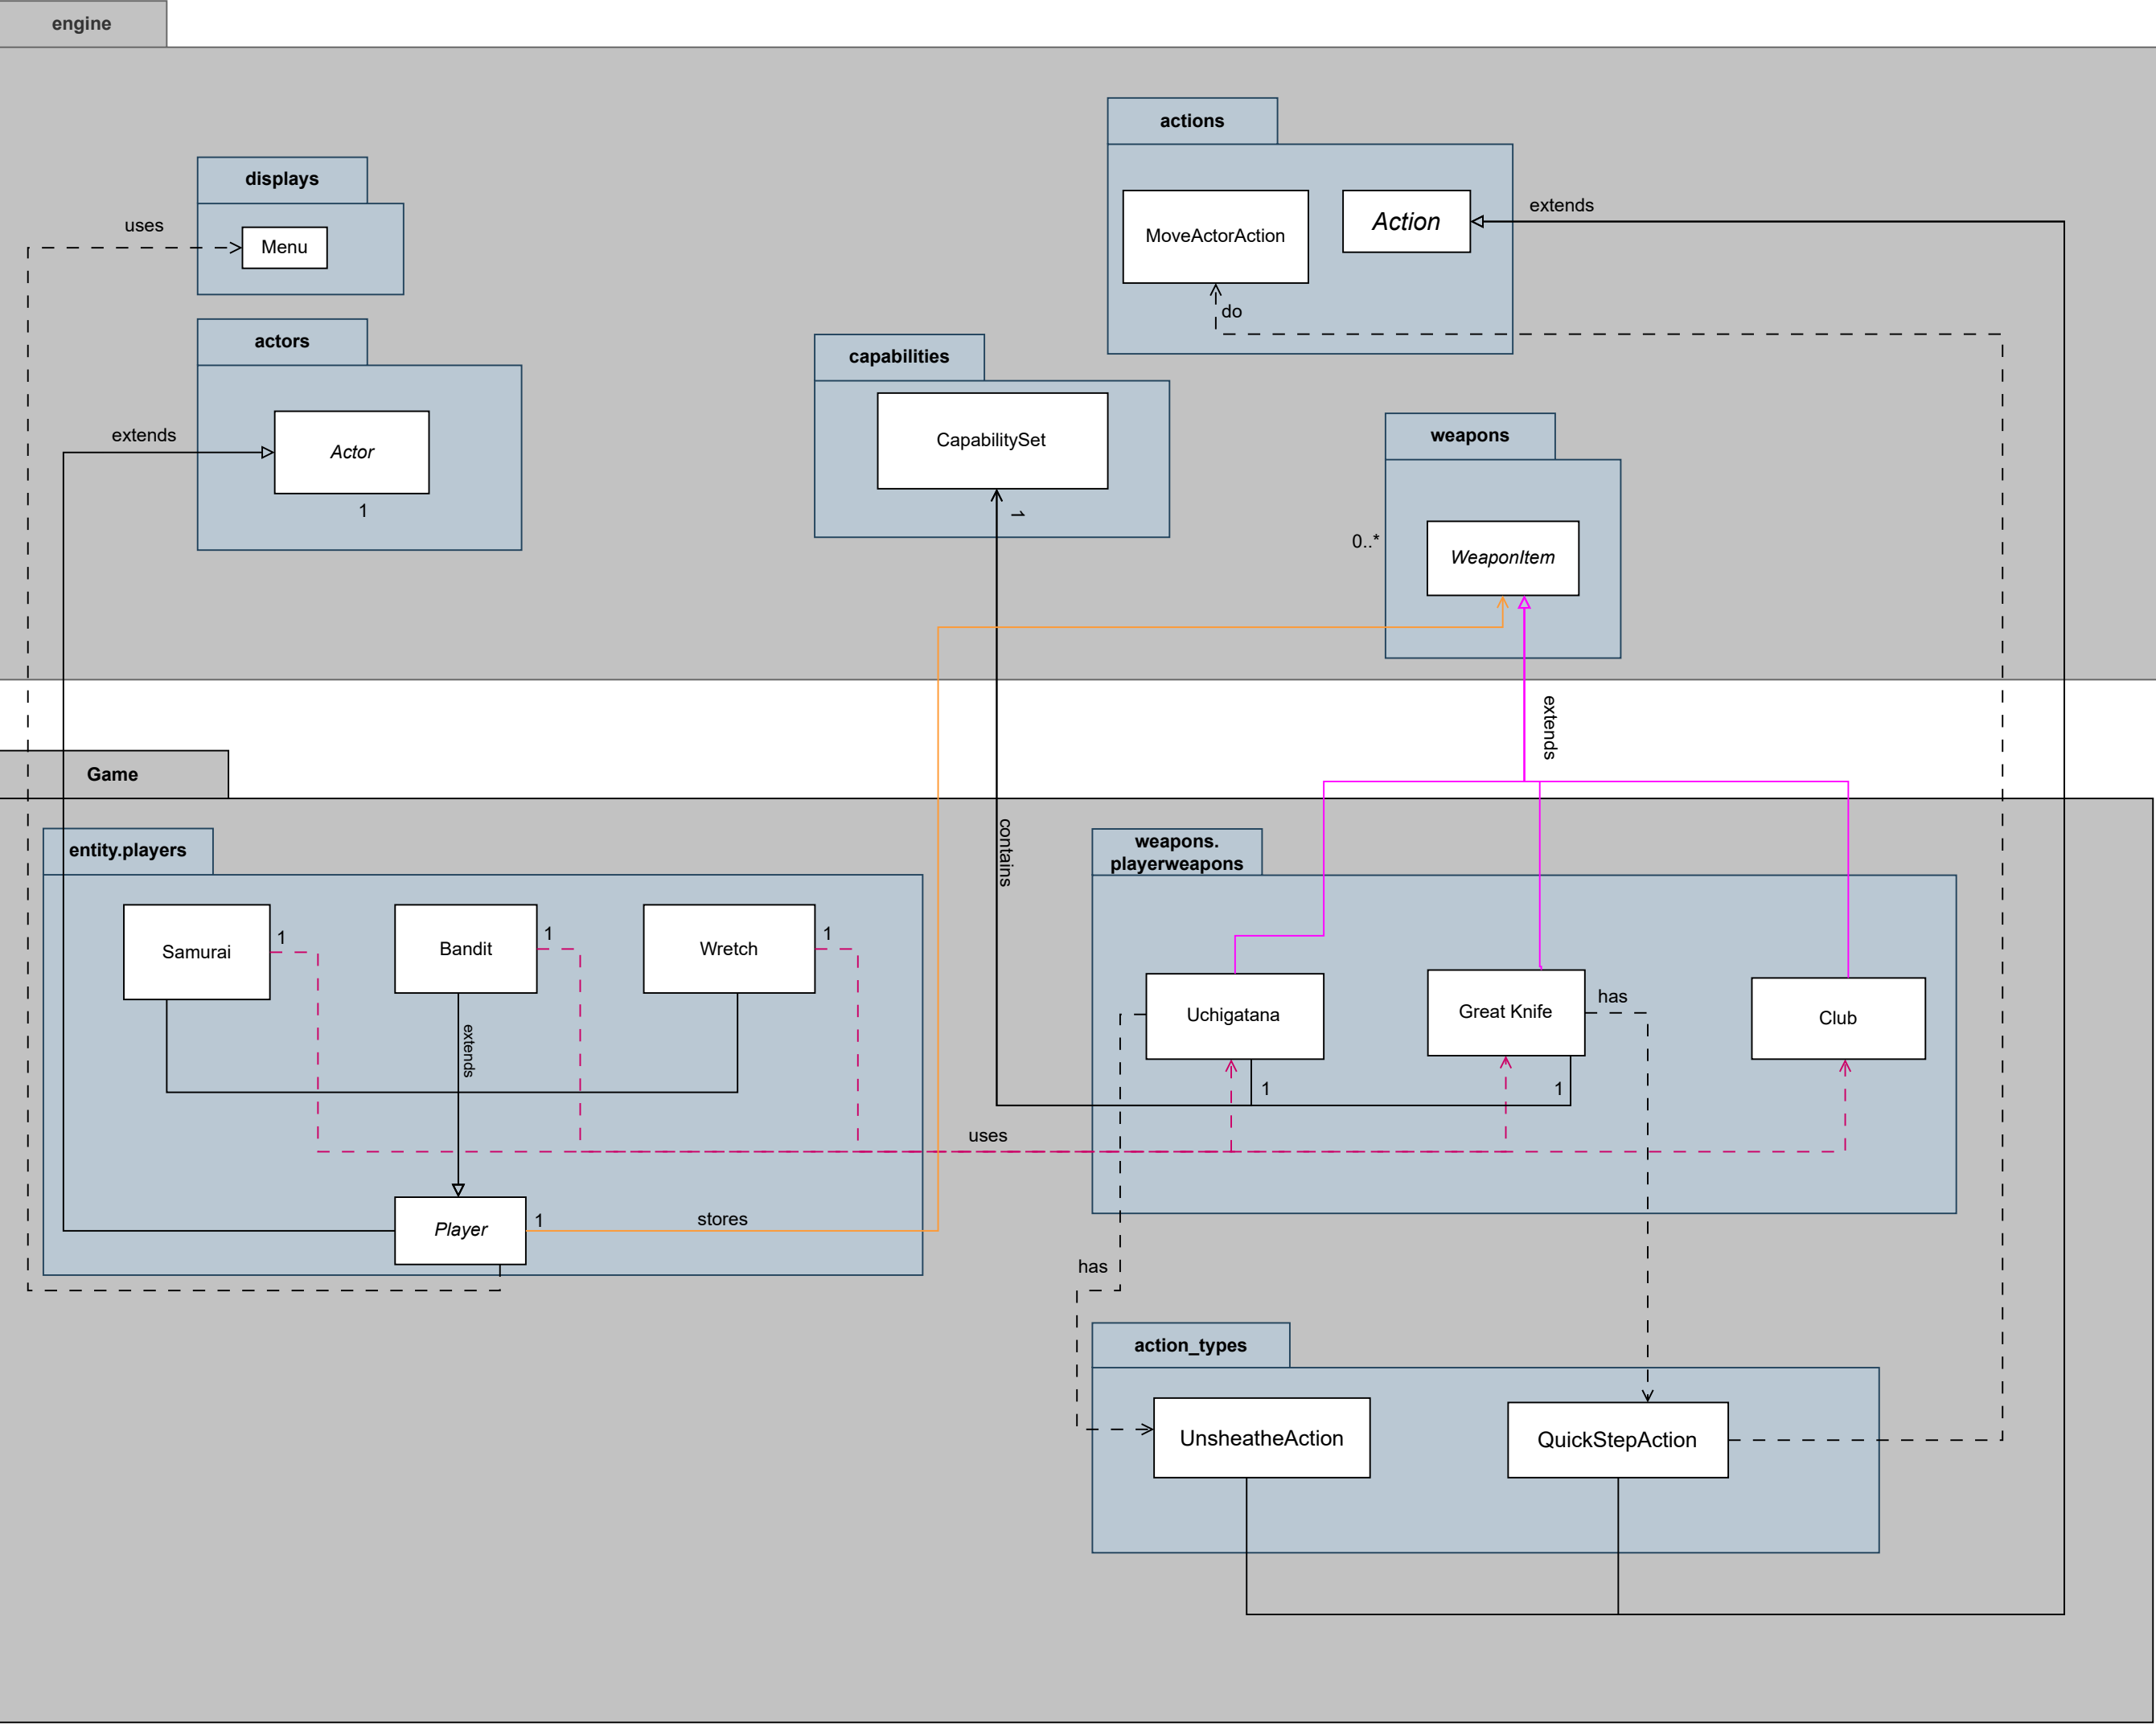 engine
actions
displays
uses
Menu
MoveActorAction
Action
extends
do
actors
capabilities
extends
Actor
1
CapabilitySet
1
weapons
0..*
WeaponItem
extends
Game
contains
entity.players
weapons.
playerweapons
Samurai
1
Bandit
1
Wretch
1
extends
Uchigatana
1
Great Knife
has
1
Club
uses
Player
1
stores
has
action_types
UnsheatheAction
QuickStepAction